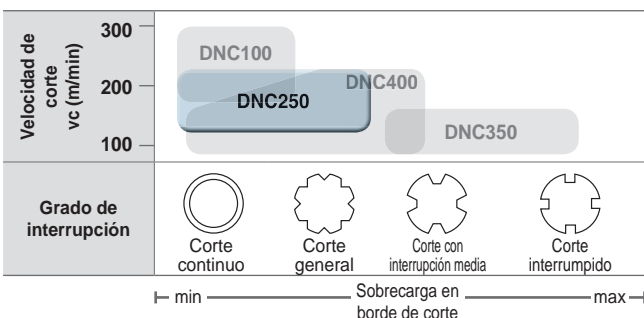 Velocidad de
corte
vc (m/min)
300
200
100
DNC100
DNC400
DNC250
DNC350
Grado de
interrupción
Corte
continuo
Corte
general
Corte con
interrupción media
Corte
interrumpido
min
Sobrecarga en
borde de corte
max